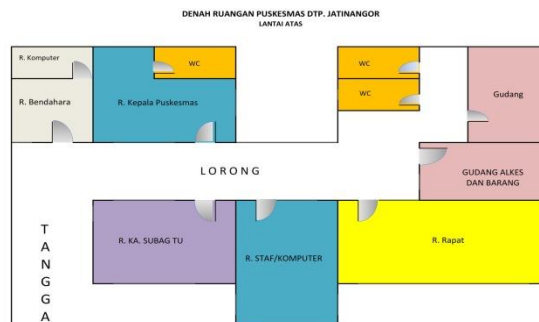 DENAH RUANGAN PUSKESMAS DTP. JATINANGOR
LANTAI ATAS
R. Komputer
WC
WC
R. Bendahara
R. Kepala Puskesmas
WC
Gudang
LORONG
GUDANG ALKES
DAN BARANG
TANGGA
R. KA. SUBAG TU
R. STAF/KOMPUTER
R. Rapat